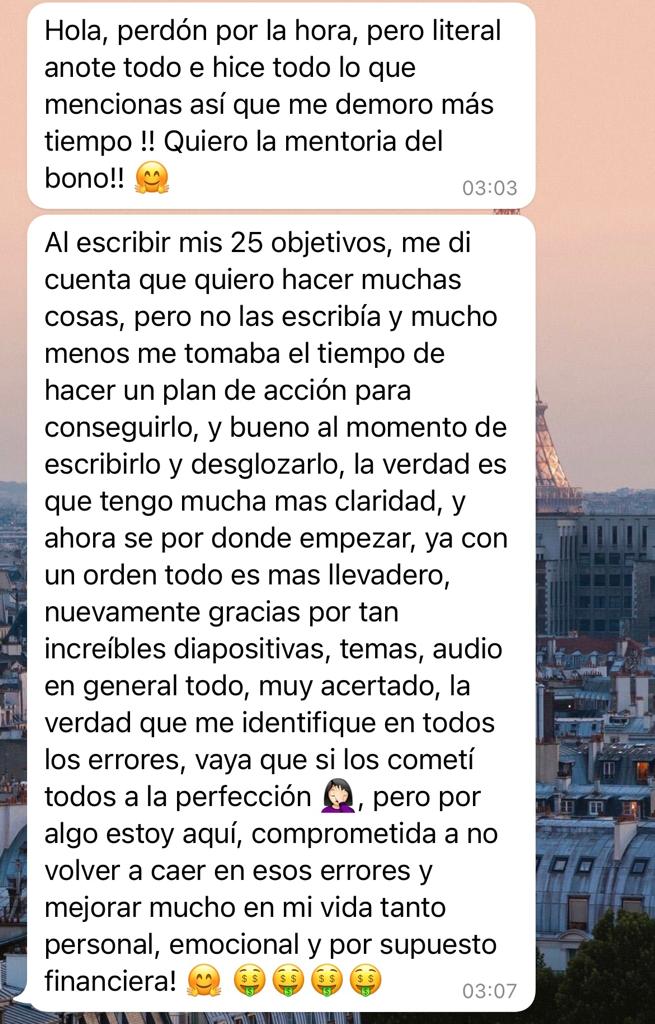 Hola, perdón por la hora, pero literal
anote todo e hice todo lo que
mencionas así que me demoro más
tiempo !! Quiero la mentoria del
bono!! 🤗
03:03
Al escribir mis 25 objetivos, me di
cuenta que quiero hacer muchas
cosas, pero no las escribía y mucho
menos me tomaba el tiempo de
hacer un plan de acción para
conseguirlo, y bueno al momento de
escribirlo y desglozarlo, la verdad es
que tengo mucha mas claridad, y
ahora se por donde empezar, ya con
un orden todo es mas llevadero,
nuevamente gracias por tan
increíbles diapositivas, temas, audio
en general todo, muy acertado, la
verdad que me identifique en todos
los errores, vaya que si los cometí
todos a la perfección 🤦🏻‍♀️, pero por
algo estoy aquí, comprometida a no
volver a caer en esos errores y
mejorar mucho en mi vida tanto
personal, emocional y por supuesto
financiera! 🤗 🤑🤑🤑🤑
03:07